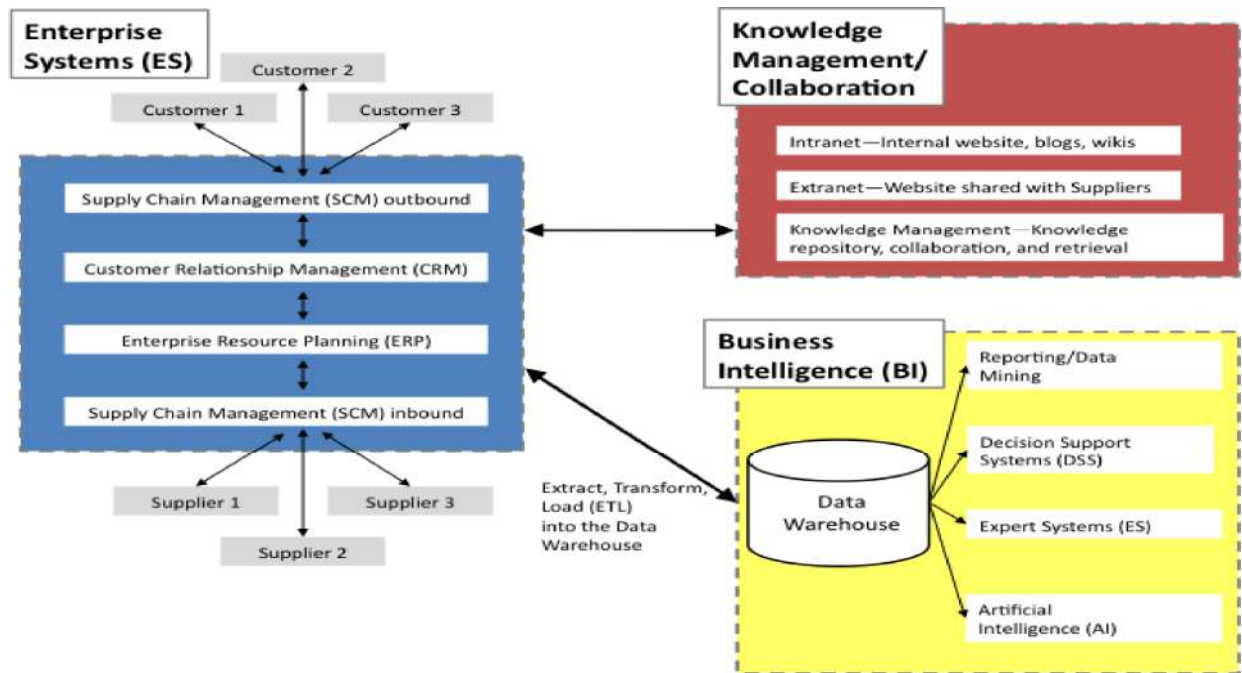 Enterprise
Systems (ES)
Customer 2
Customer 1
Customer 3
Supply Chain Management (SCM) outbound
Customer Relationship Management (CRM)
Enterprise Resource Planning (ERP)
Supply Chain Management (SCM) inbound
Supplier 1
Supplier 3
Supplier 2
Knowledge
Management/
Collaboration
Intranet—Internal website, blogs, wikis
Extranet—Website shared with Suppliers
Knowledge Management—Knowledge
repository, collaboration, and retrieval
Extract, Transform,
Load (ETL)
into the Data
Warehouse
Business
Intelligence (BI)
Data
Warehouse
Reporting/Data
Mining
Decision Support
Systems (DSS)
Expert Systems (ES)
Artificial
Intelligence (AI)